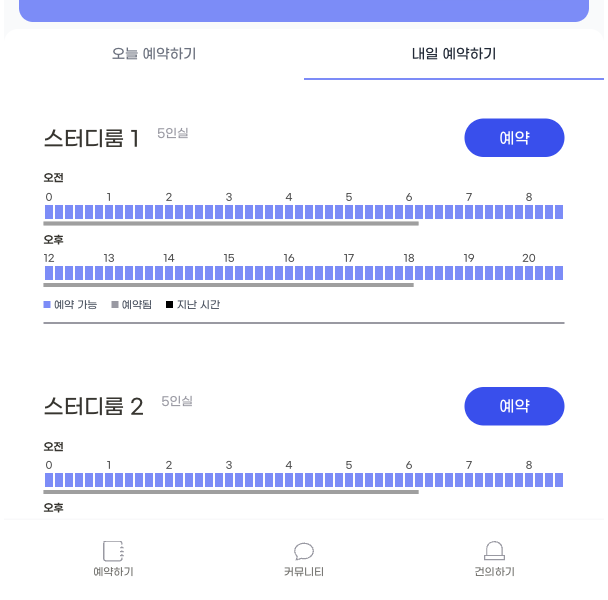 오늘 예약하기 내일 예약하기
스터디룸 1 5인실 예약
오전
0 1 2 3 4 5 6 7 8
오후
12 13 14 15 16 17 18 19 20
예약 가능 예약됨 지난 시간
스터디룸 2 5인실 예약
오전
0 1 2 3 4 5 6 7 8
오후
예약하기 커뮤니티 건의하기